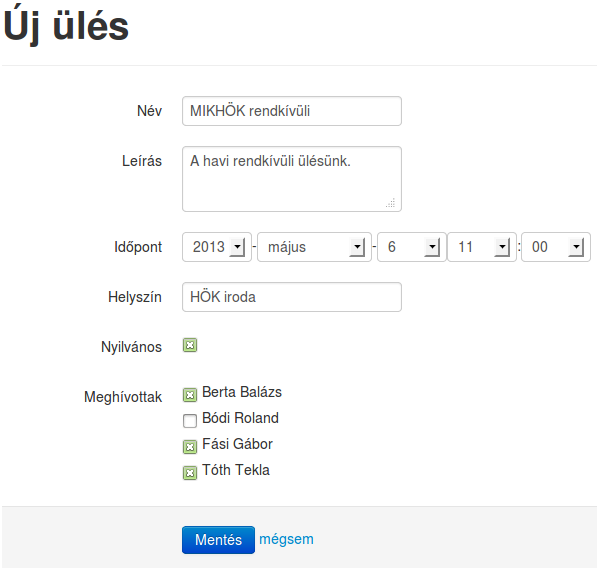 Új ülés
Név MIKHÖK rendkívüli
Leírás A havi rendkívüli ülésünk.
Időpont 2013 - május - 6 11 : 00
Helyszín HÖK iroda
Nyilvános
Meghívottak Berta Balázs
Bódi Roland
Fási Gábor
Tóth Tekla
Mentés mégsem